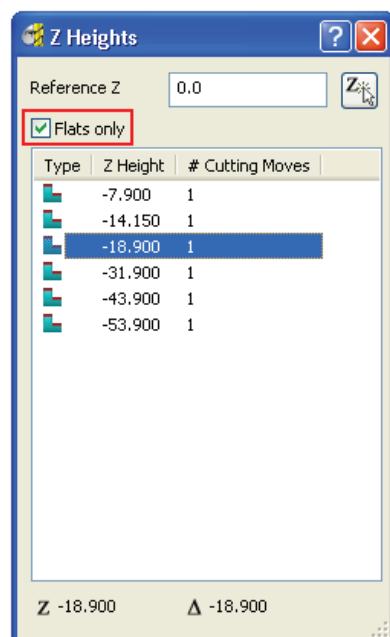 Z Heights
Reference Z 0.0 Z
Flats only
Type Z Height # Cutting Moves
-7.900 1
-14.150 1
-18.900 1
-31.900 1
-43.900 1
-53.900 1
Z -18.900 Δ -18.900